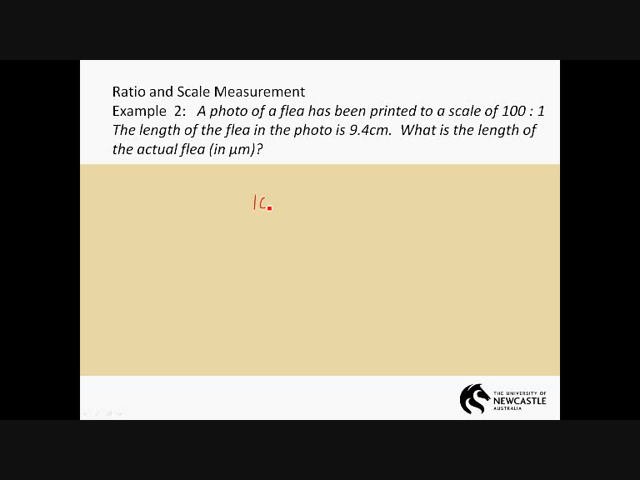 Ratio and Scale Measurement
Example 2: A photo of a flea has been printed to a scale of 100 : 1
The length of the flea in the photo is 9.4cm. What is the length of
the actual flea (in μm)?
1c
THE UNIVERSITY OF
NEWCASTLE
AUSTRALIA